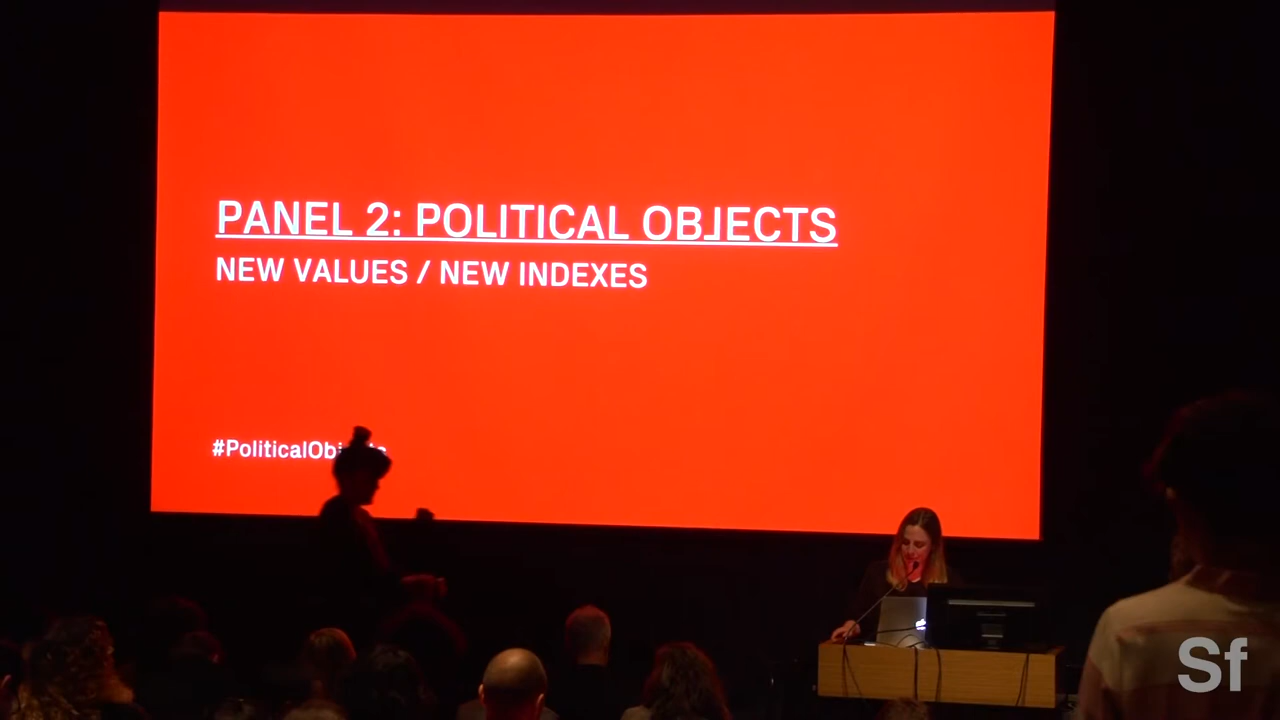 PANEL 2: POLITICAL OBJECTS
NEW VALUES / NEW INDEXES
Sf